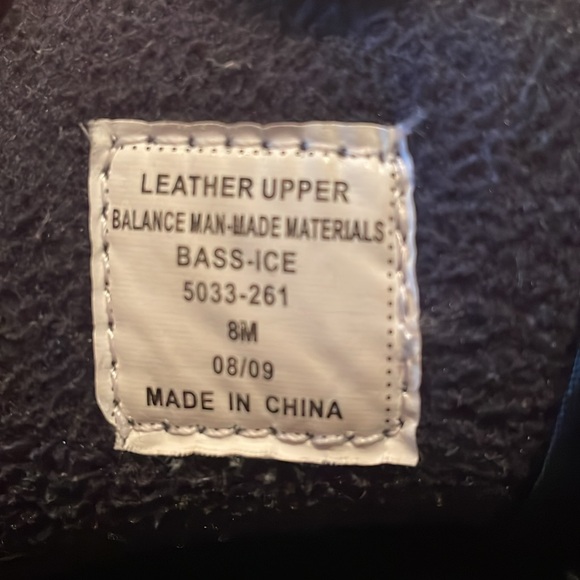 LEATHER UPPER
BALANCE MAN-MADE MATERIALS
BASS-ICE
5033-261
8M
08/09
MADE IN CHINA